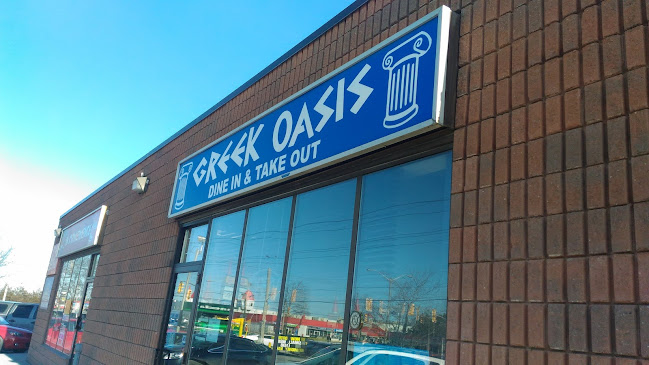 GREEK OASIS
DINE IN & TAKE OUT